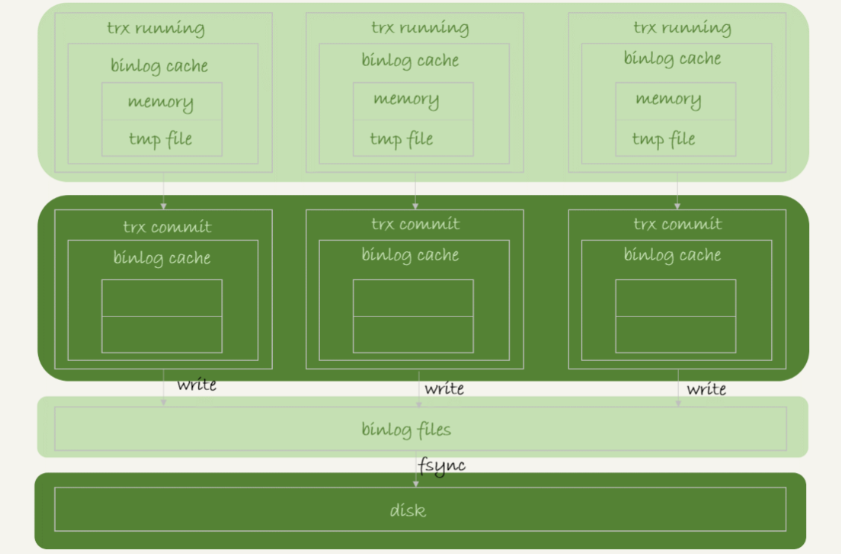 trx running
trx running
trx running
binlog cache
binlog cache
binlog cache
memory
memory
memory
tmp file
tmp file
tmp file
trx commit
trx commit
trx commit
binlog cache
binlog cache
binlog cache
write
write
write
binlog files
fsync
disk